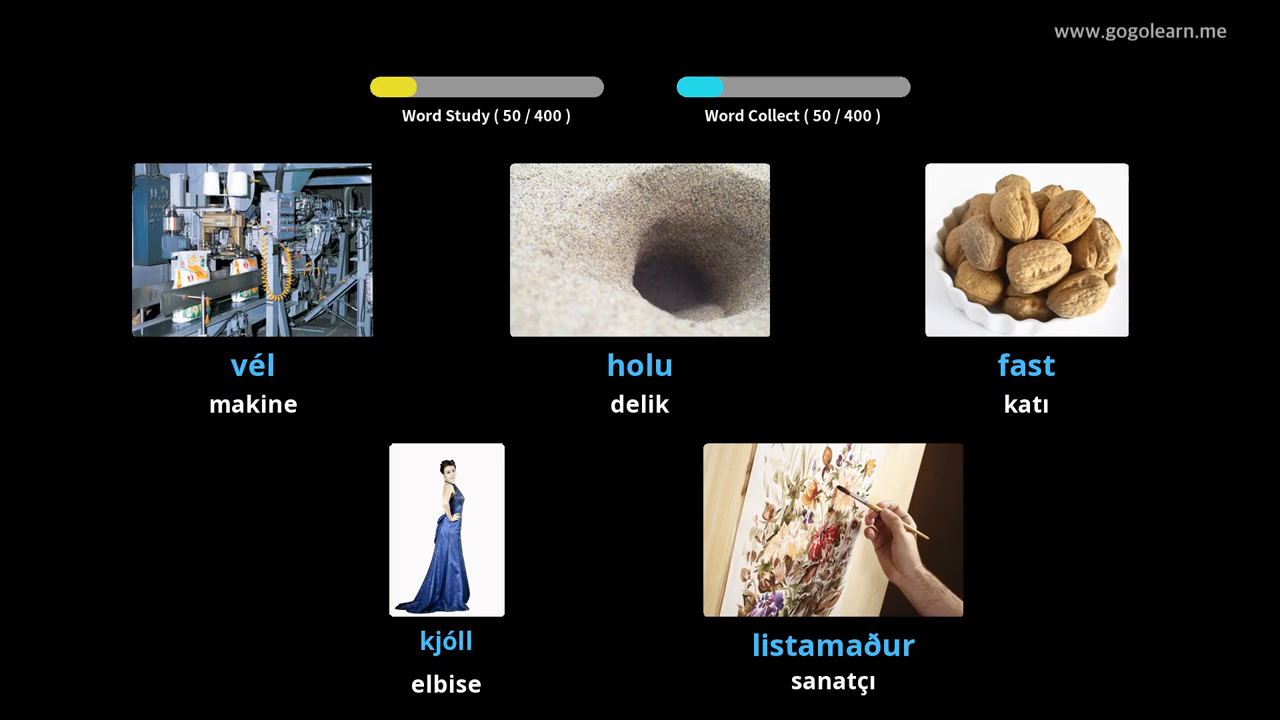 www.gogolearn.me
Word Study ( 50 / 400 )
Word Collect ( 50 / 400 )
vél
makine
holu
delik
fast
katı
kjóll
elbise
listamaður
sanatçı